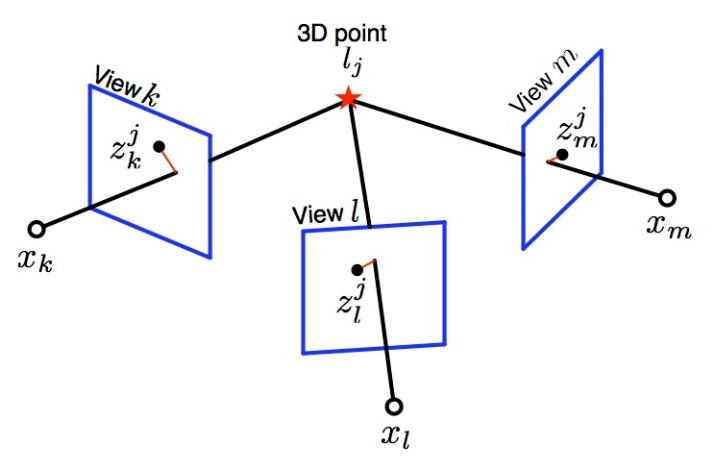 3D point
l_j
View k
View m
z_k^j
z_m^j
x_k
x_m
View l
z_l^j
x_l